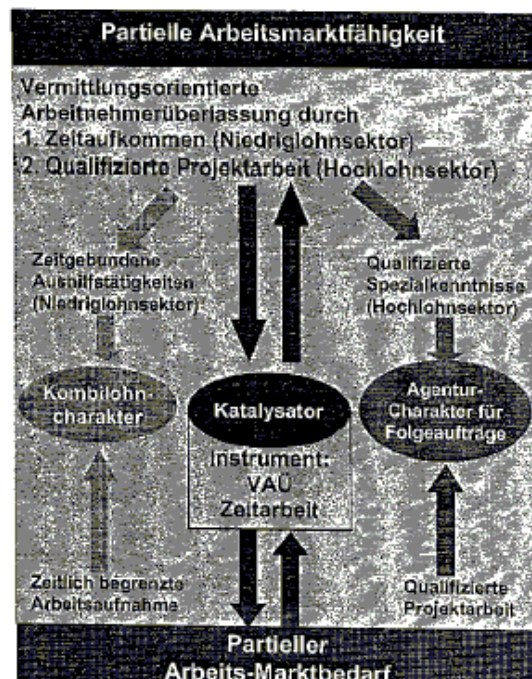 Partielle Arbeitsmarktfähigkeit
Vermittlungsorientierte
Arbeitnehmerüberlassung durch
1. Zeitaufkommen (Niedriglohnsektor)
2. Qualifizierte Projektarbeit (Hochlohnsektor)
Zeitgebundene
Aushilfstätigkeiten
(Niedriglohnsektor)
Qualifizierte
Spezialkenntnisse
(Hochlohnsektor)
Kombilohn-
charakter
Katalysator
Agentur-
Charakter für
Folgeaufträge
Instrument:
VAÜ
Zeitarbeit
Zeitlich begrenzte
Arbeitsaufnahme
Qualifizierte
Projektarbeit
Partieller
Arbeits-Marktbedarf